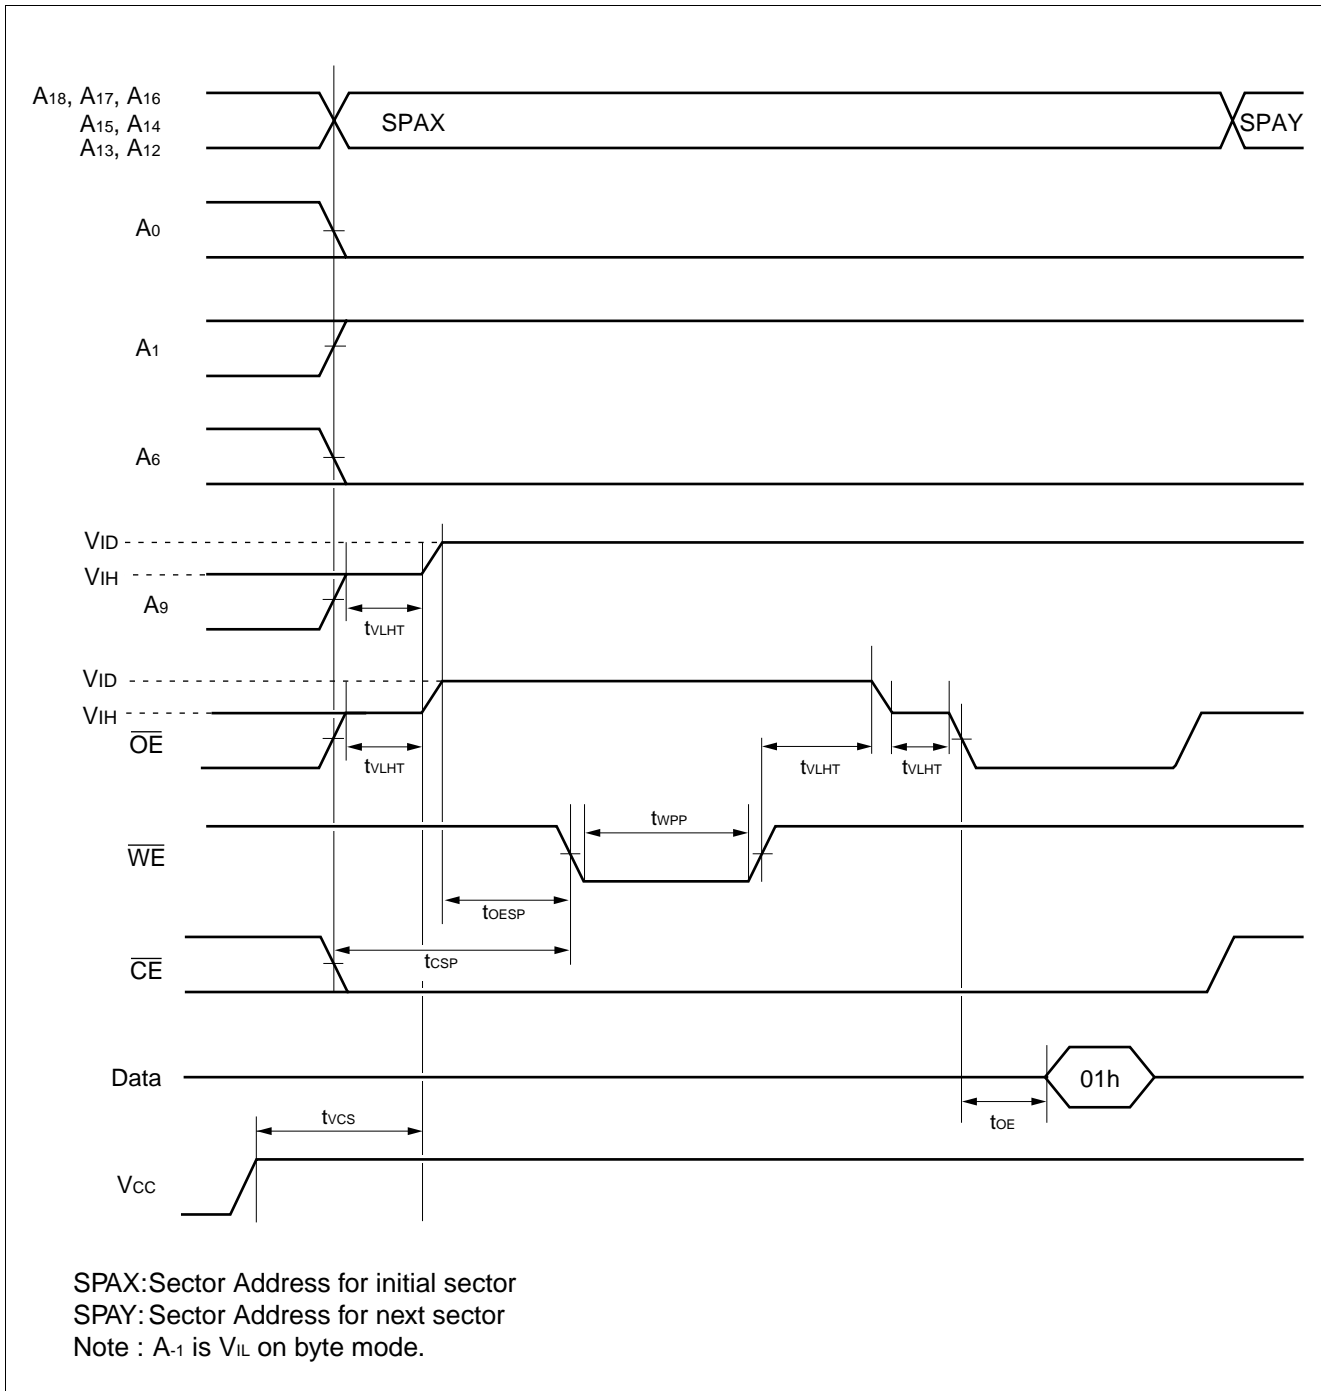 A18, A17, A16
A15, A14
A13, A12
SPAX
SPAY
A0
A1
A6
VID
VIH
A9
tVLHT
VID
VIH
OE
tVLHT
tVLHT
tVLHT
tWPP
WE
tOESP
tCSP
CE
Data
01h
tOE
tVCS
VCC
SPAX:Sector Address for initial sector
SPAY: Sector Address for next sector
Note : A-1 is VIL on byte mode.